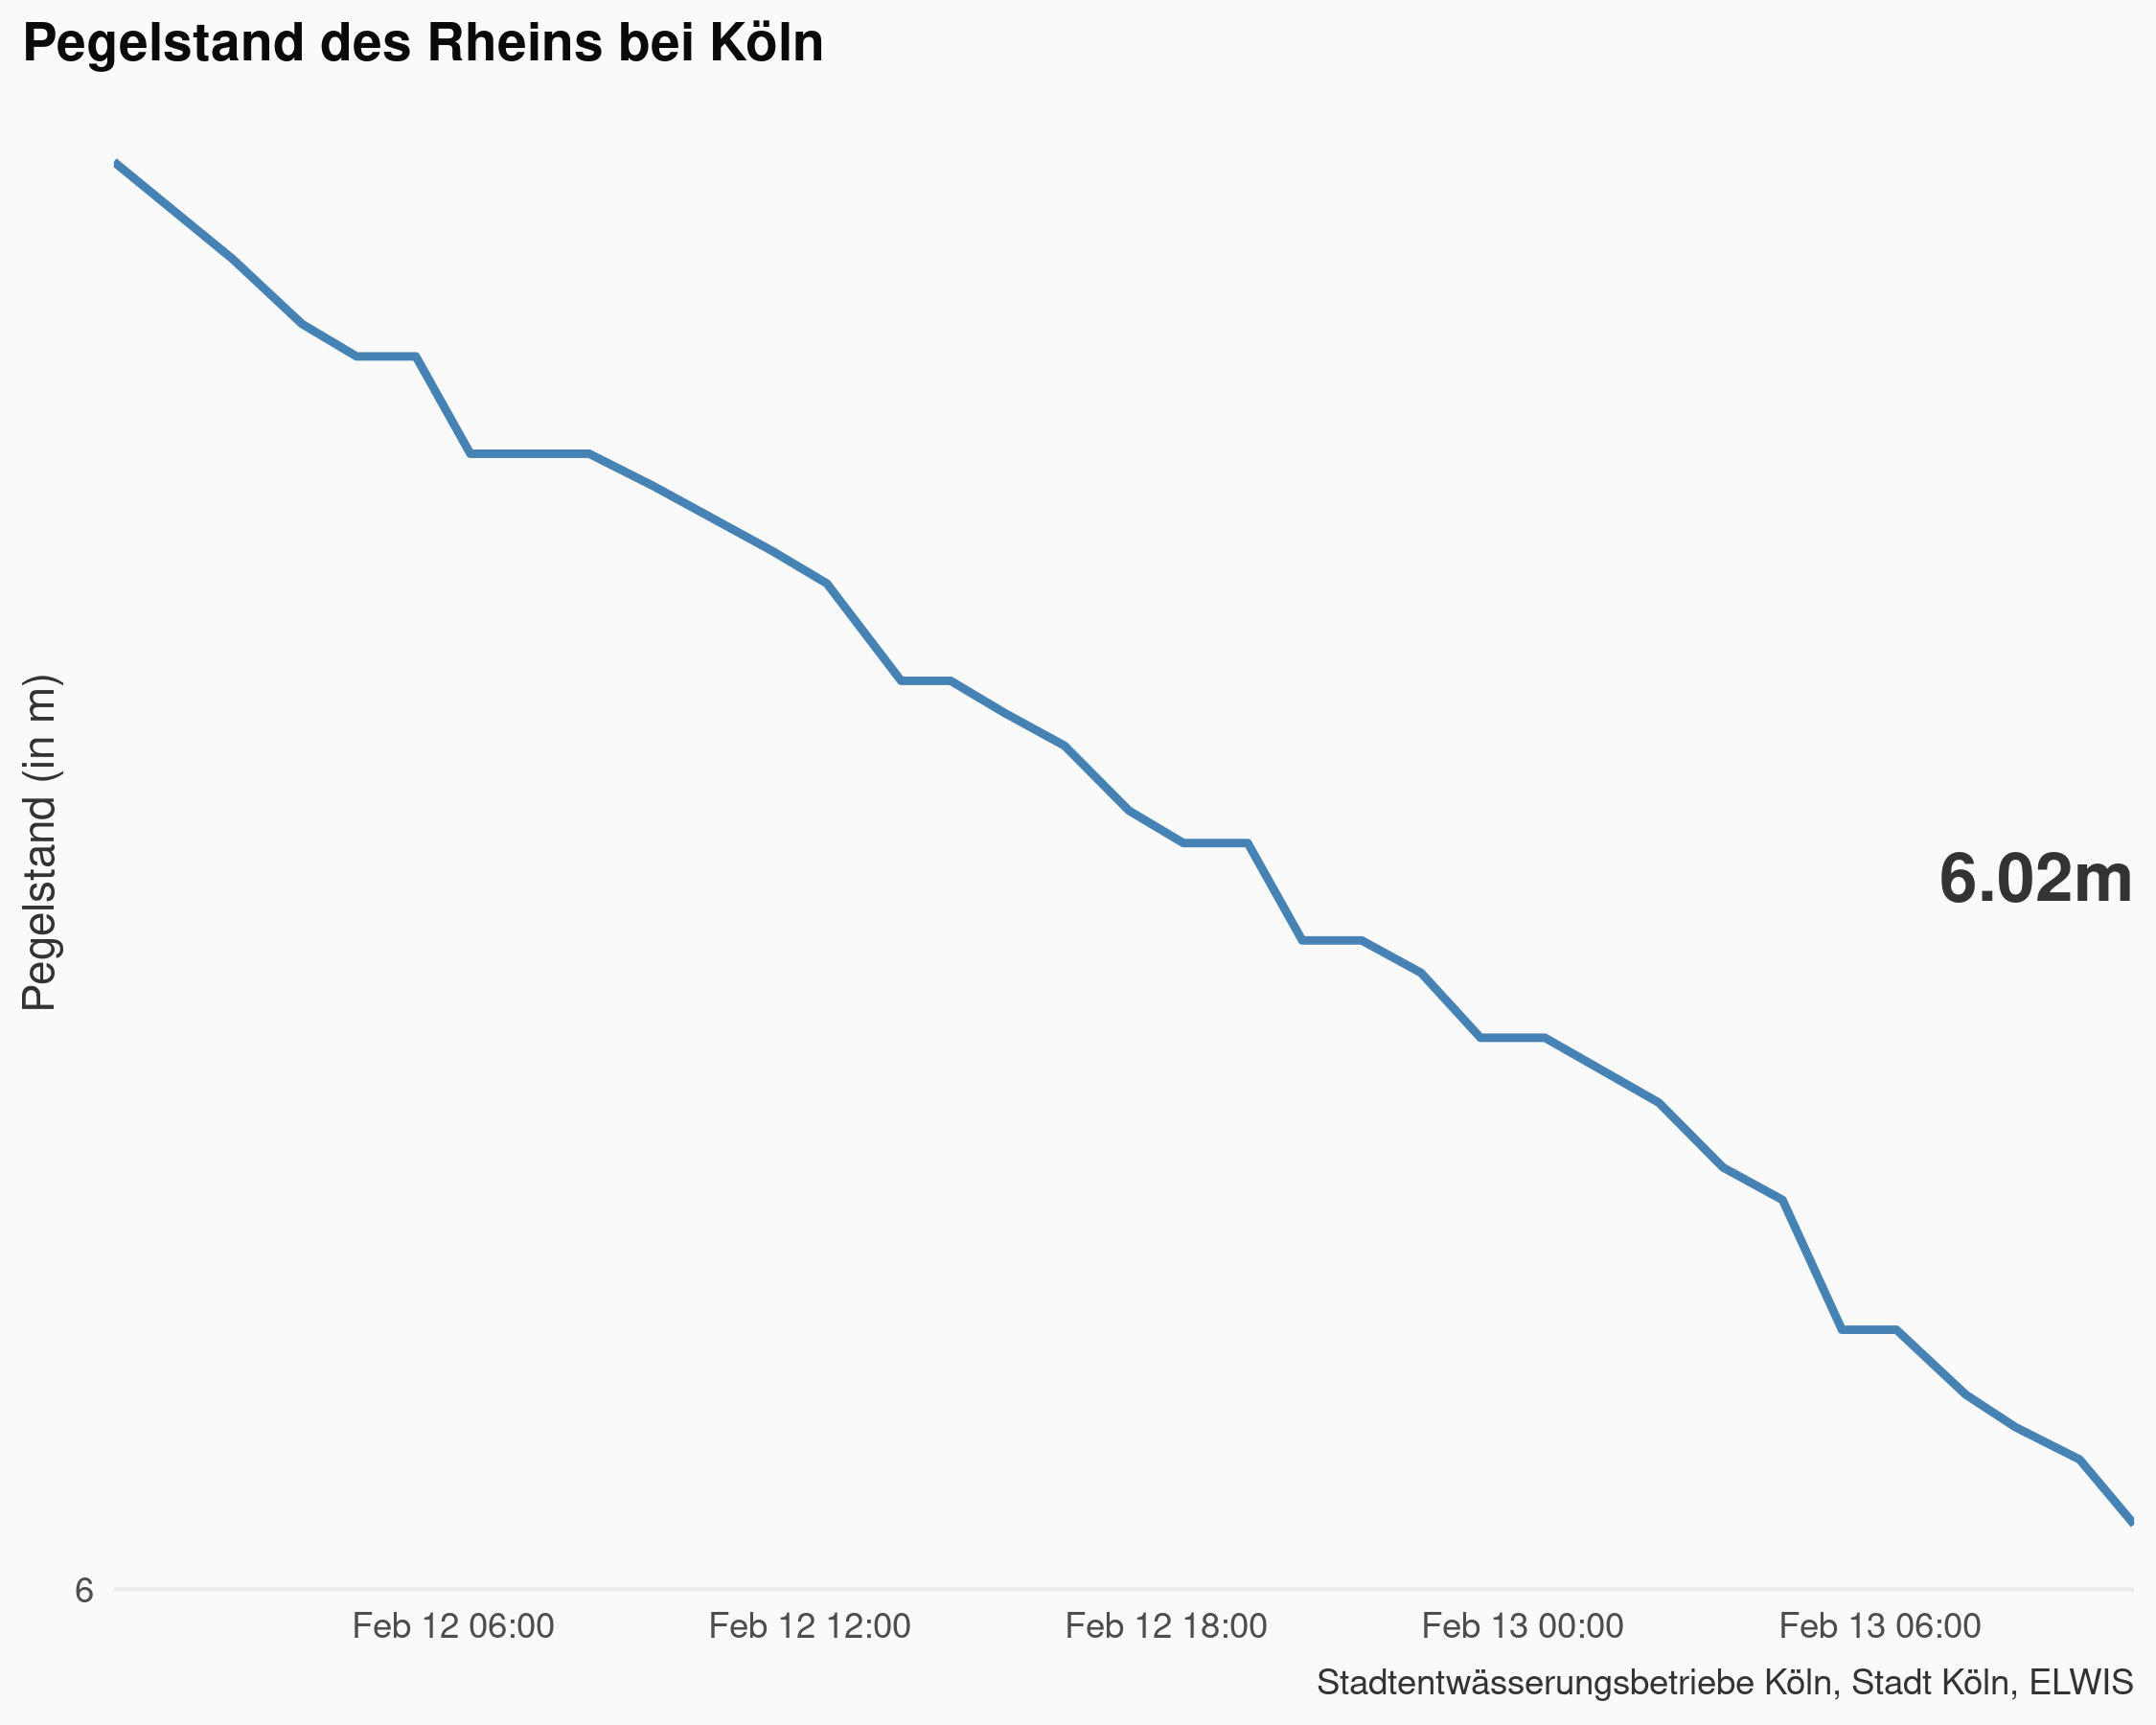 Pegelstand des Rheins bei Köln
Pegelstand (in m)
6.02m
6
Feb 12 06:00
Feb 12 12:00
Feb 12 18:00
Feb 13 00:00
Feb 13 06:00
Stadtentwässerungsbetriebe Köln, Stadt Köln, ELWIS